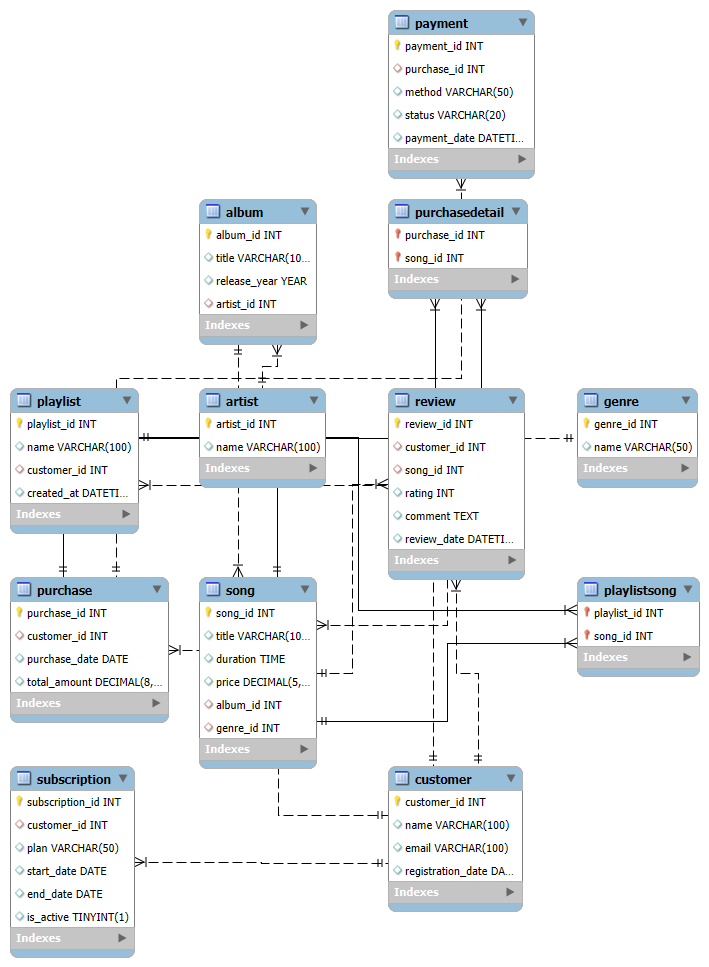 payment
payment_id INT
purchase_id INT
method VARCHAR(50)
status VARCHAR(20)
payment_date DATETI...
Indexes
album
album_id INT
title VARCHAR(10...
release_year YEAR
artist_id INT
Indexes
purchasedetail
purchase_id INT
song_id INT
Indexes
playlist
playlist_id INT
name VARCHAR(100)
customer_id INT
created_at DATETI...
Indexes
artist
artist_id INT
name VARCHAR(100)
Indexes
review
review_id INT
customer_id INT
song_id INT
rating INT
comment TEXT
review_date DATETI...
Indexes
genre
genre_id INT
name VARCHAR(50)
Indexes
purchase
purchase_id INT
customer_id INT
purchase_date DATE
total_amount DECIMAL(8,...
Indexes
song
song_id INT
title VARCHAR(10...
duration TIME
price DECIMAL(5,...
album_id INT
genre_id INT
Indexes
playlistsong
playlist_id INT
song_id INT
Indexes
subscription
subscription_id INT
customer_id INT
plan VARCHAR(50)
start_date DATE
end_date DATE
is_active TINYINT(1)
Indexes
customer
customer_id INT
name VARCHAR(100)
email VARCHAR(100)
registration_date DA...
Indexes